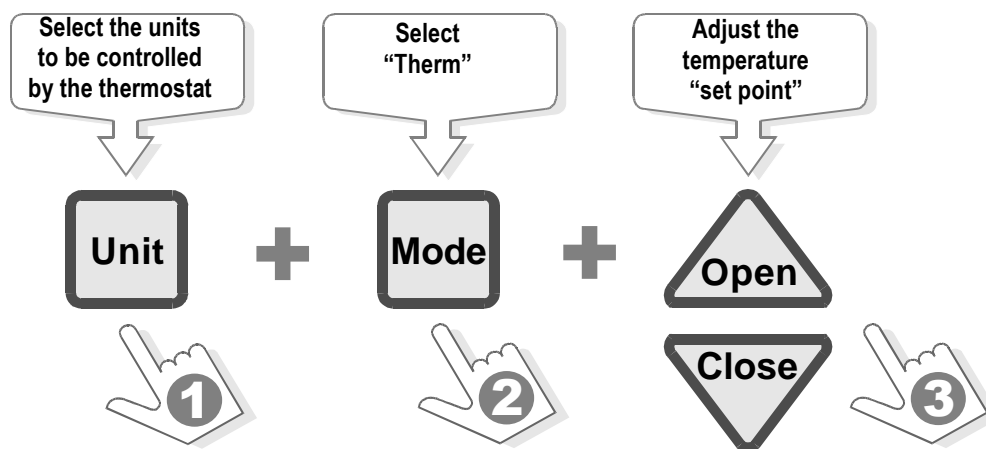 Select the units
to be controlled
by the thermostat
Select
“Therm”
Adjust the
temperature
“set point”
Unit
Mode
Open
Close
1
2
3